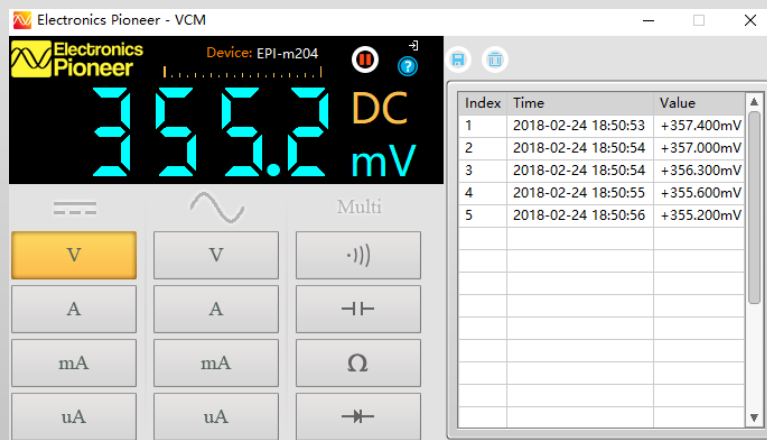 Electronics Pioneer - VCM
Electronics
Pioneer
Device: EPI-m204
355.2
DC
mV
Multi
V
V
A
A
mA
mA
Ω
uA
uA
Index Time Value
1 2018-02-24 18:50:53 +357.400mV
2 2018-02-24 18:50:54 +357.000mV
3 2018-02-24 18:50:54 +356.300mV
4 2018-02-24 18:50:55 +355.600mV
5 2018-02-24 18:50:56 +355.200mV